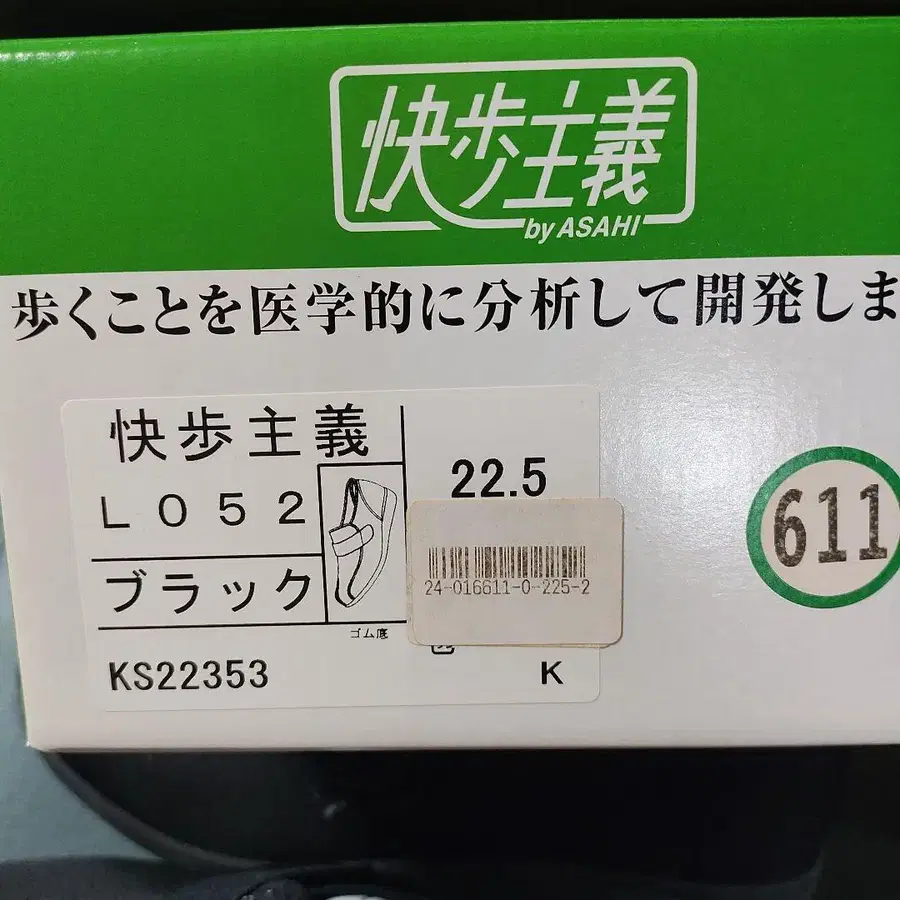 快歩主義
by ASAHI
歩くことを医学的に分析して開発しま
快歩主義
L052
22.5
ブラック
ゴム底
24-016611-0-225-2
KS22353
K
611